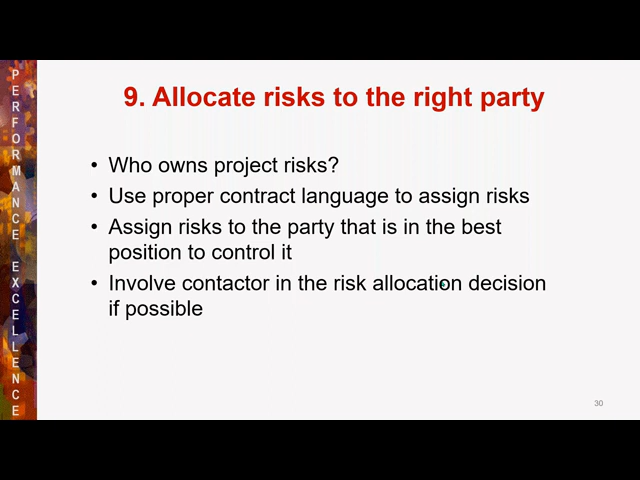 PERFORMANCE EXCELLENCE
9. Allocate risks to the right party
• Who owns project risks?
• Use proper contract language to assign risks
• Assign risks to the party that is in the best
position to control it
• Involve contactor in the risk allocation decision
if possible
30